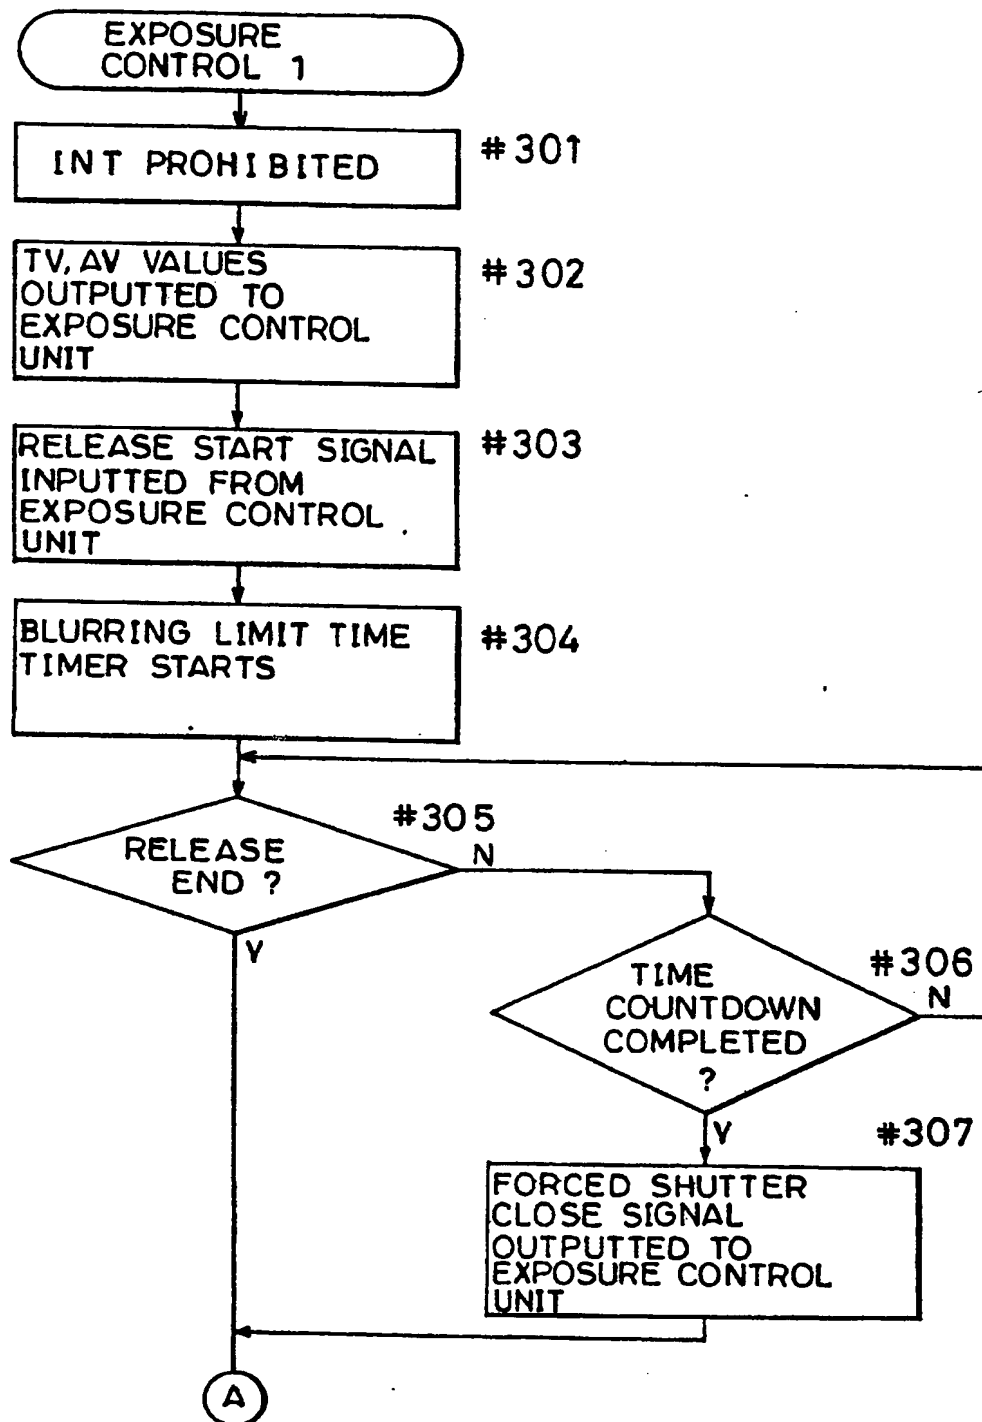 EXPOSURE
CONTROL 1
INT PROHIBITED
#301
TV, AV VALUES
OUTPUTTED TO
EXPOSURE CONTROL
UNIT
#302
RELEASE START SIGNAL
INPUTTED FROM
EXPOSURE CONTROL
UNIT
#303
BLURRING LIMIT TIME
TIMER STARTS
#304
#305
RELEASE
END ?
N
Y
#306
TIME
COUNTDOWN
COMPLETED
?
N
Y
#307
FORCED SHUTTER
CLOSE SIGNAL
OUTPUTTED TO
EXPOSURE CONTROL
UNIT
A